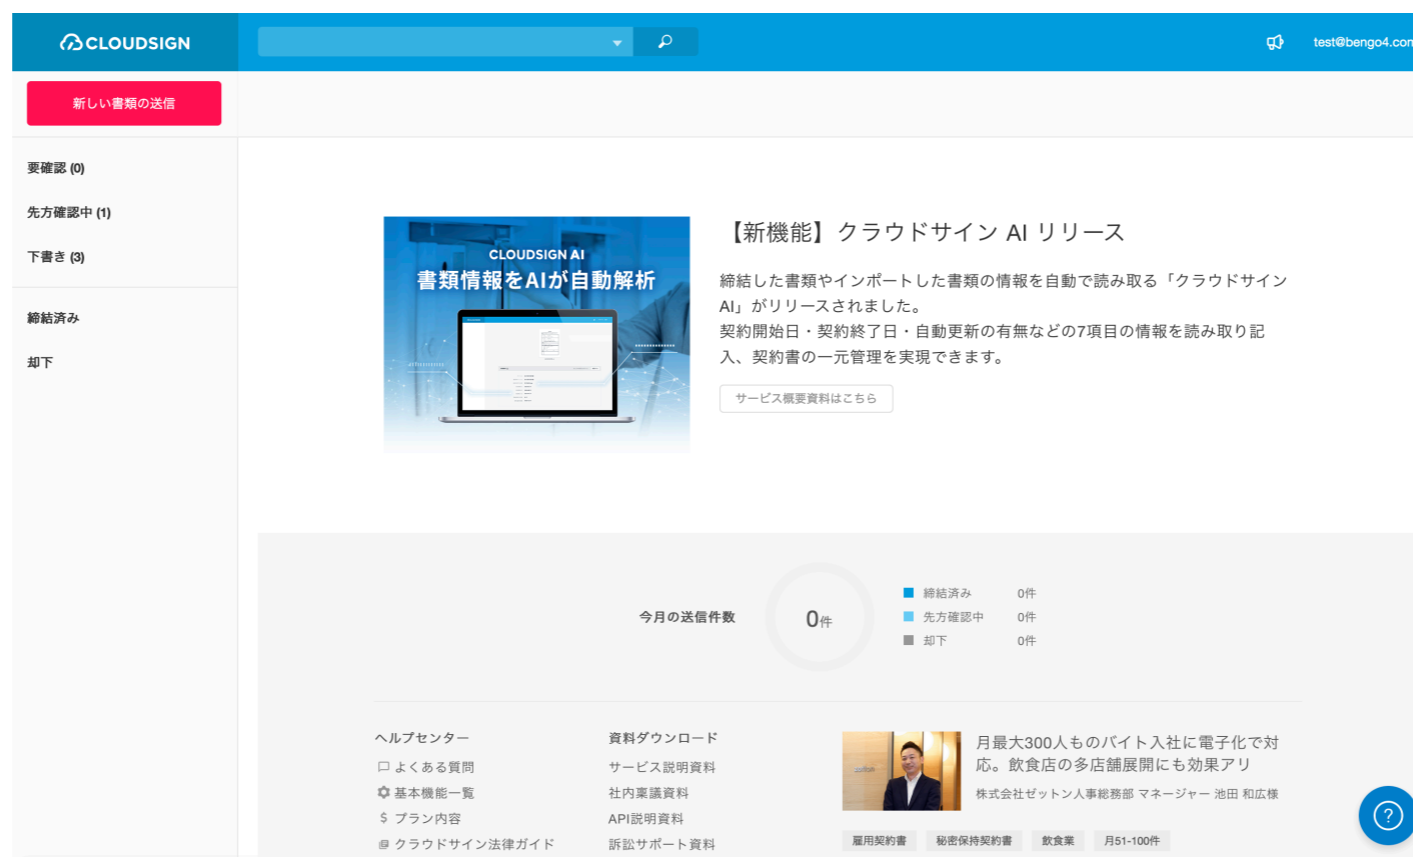 CLOUDSIGN
test@bengo4.com
新しい書類の送信
要確認 (0)
先方確認中 (1)
下書き (3)
締結済み
却下
CLOUDSIGN AI
書類情報をAIが自動解析
【新機能】クラウドサイン AI リリース
締結した書類やインポートした書類の情報を自動で読み取る「クラウドサイン
AI」がリリースされました。
契約開始日・契約終了日・自動更新の有無などの7項目の情報を読み取り記
入、契約書の一元管理を実現できます。
サービス概要資料はこちら
今月の送信件数
0件
締結済み 0件
先方確認中 0件
却下 0件
ヘルプセンター
よくある質問
基本機能一覧
プラン内容
クラウドサイン法律ガイド
資料ダウンロード
サービス説明資料
社内稟議資料
API説明資料
訴訟サポート資料
月最大300人ものバイト入社に電子化で対
応。飲食店の多店舗展開にも効果アリ
株式会社ゼットン人事総務部 マネージャー 池田 和広様
雇用契約書 秘密保持契約書 飲食業 月51-100件